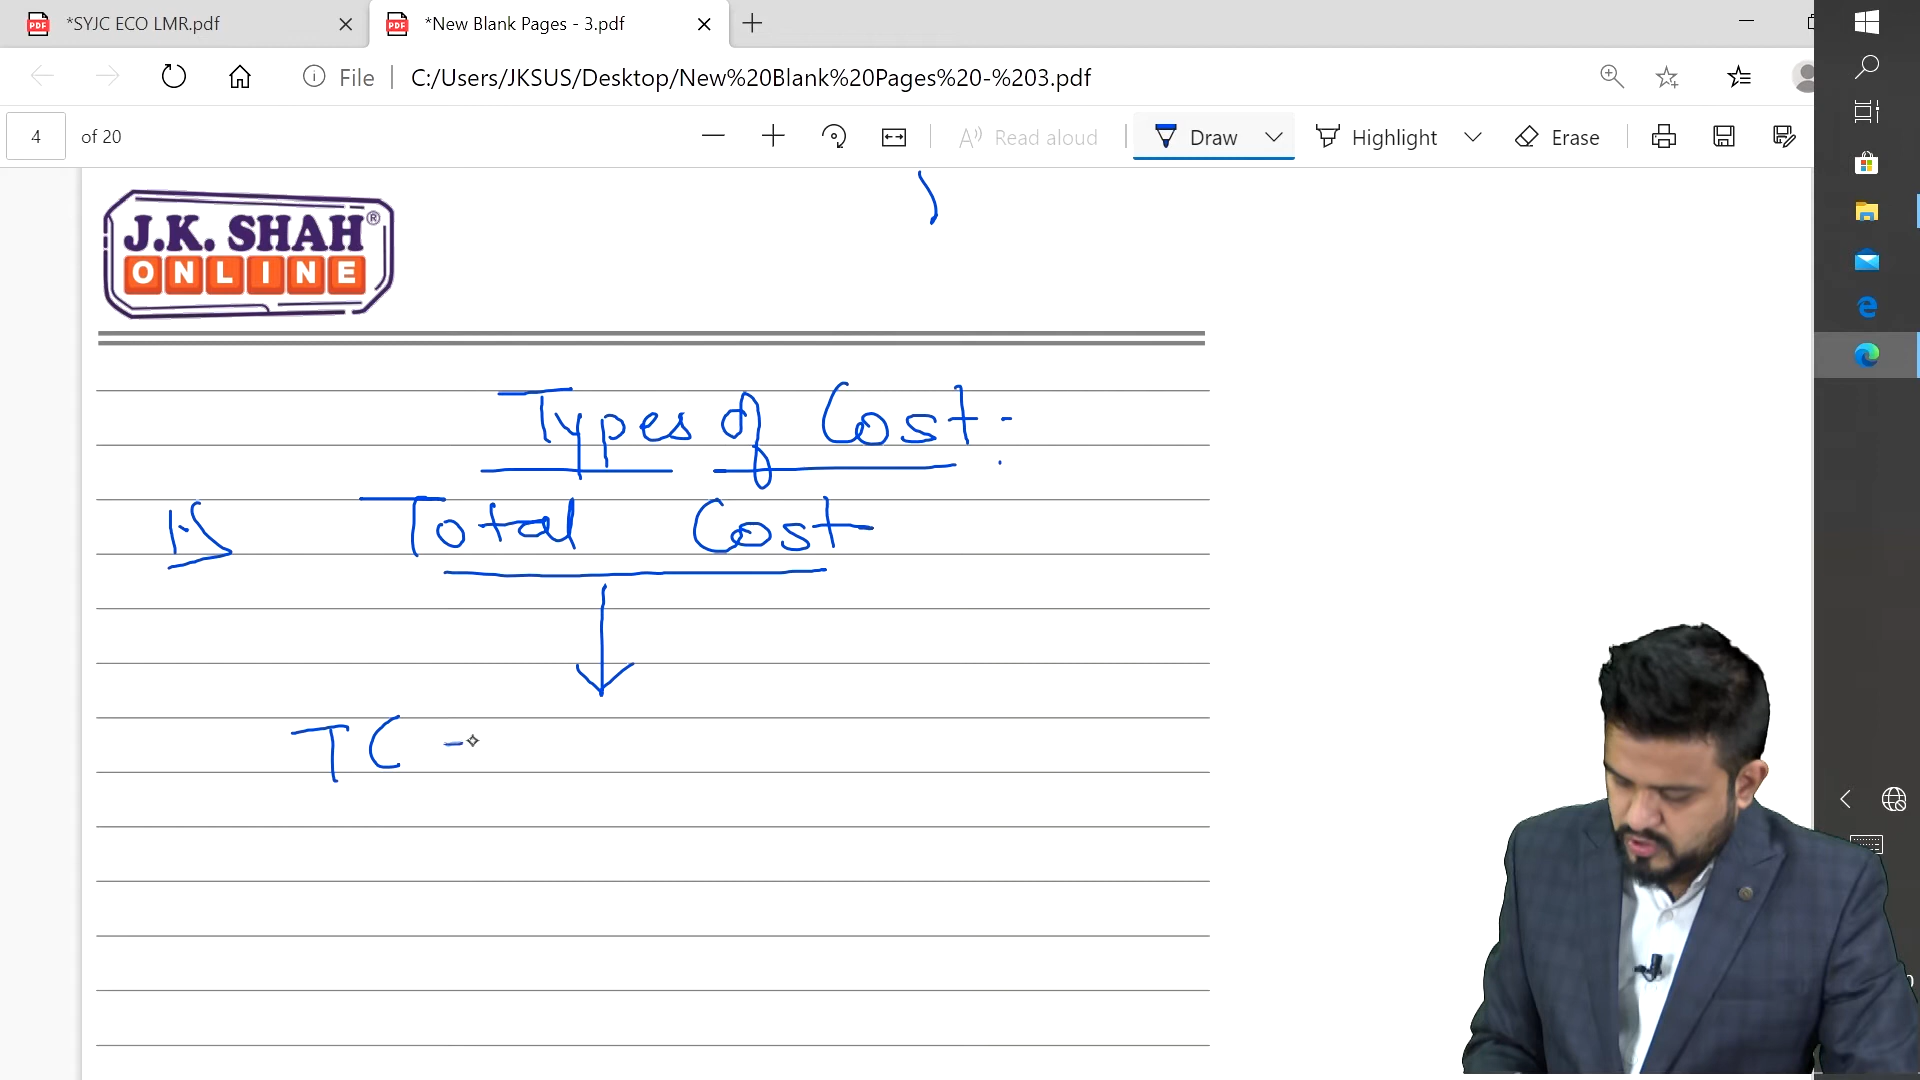 *SYJC ECO LMR.pdf
*New Blank Pages - 3.pdf
File
C:/Users/JKSUS/Desktop/New%20Blank%20Pages%20-%203.pdf
4 of 20
Read aloud
Draw
Highlight
Erase
J.K. SHAH®
ONLINE
Types of Cost :-
1.) Total Cost
TC -